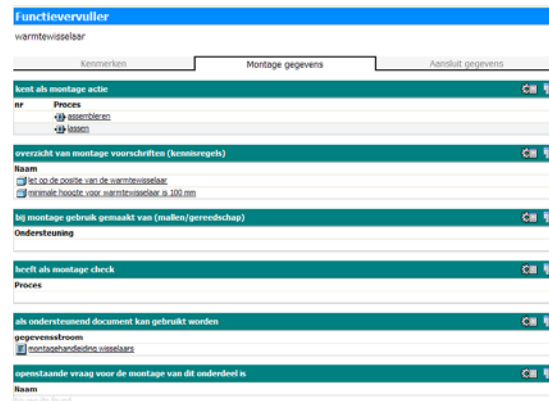 Functievervuller
warmtewisselaar
Kenmerken Montage gegevens Aansluit gegevens
kent als montage actie
nr Proces
assembleren
lassen
overzicht van montage voorschriften (kennisregels)
Naam
let op de positie van de warmtewisselaar
minimale hoogte voor warmtewisselaar is 100 mm
bij montage gebruik gemaakt van (mallen/gereedschap)
Ondersteuning
heeft als montage check
Proces
als ondersteunend document kan gebruikt worden
gegevensstroom
montagehandleiding wisselaars
openstaande vraag voor de montage van dit onderdeel is
Naam